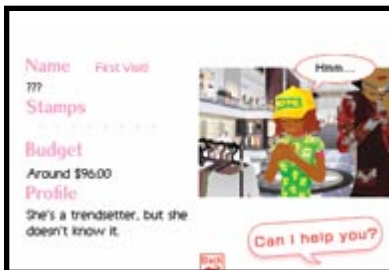 Name First Visit!
???
Stamps
Budget
Around $96.00
Profile
She's a trendsetter, but she
doesn't know it.
Hmm...
Can I help you?
Back